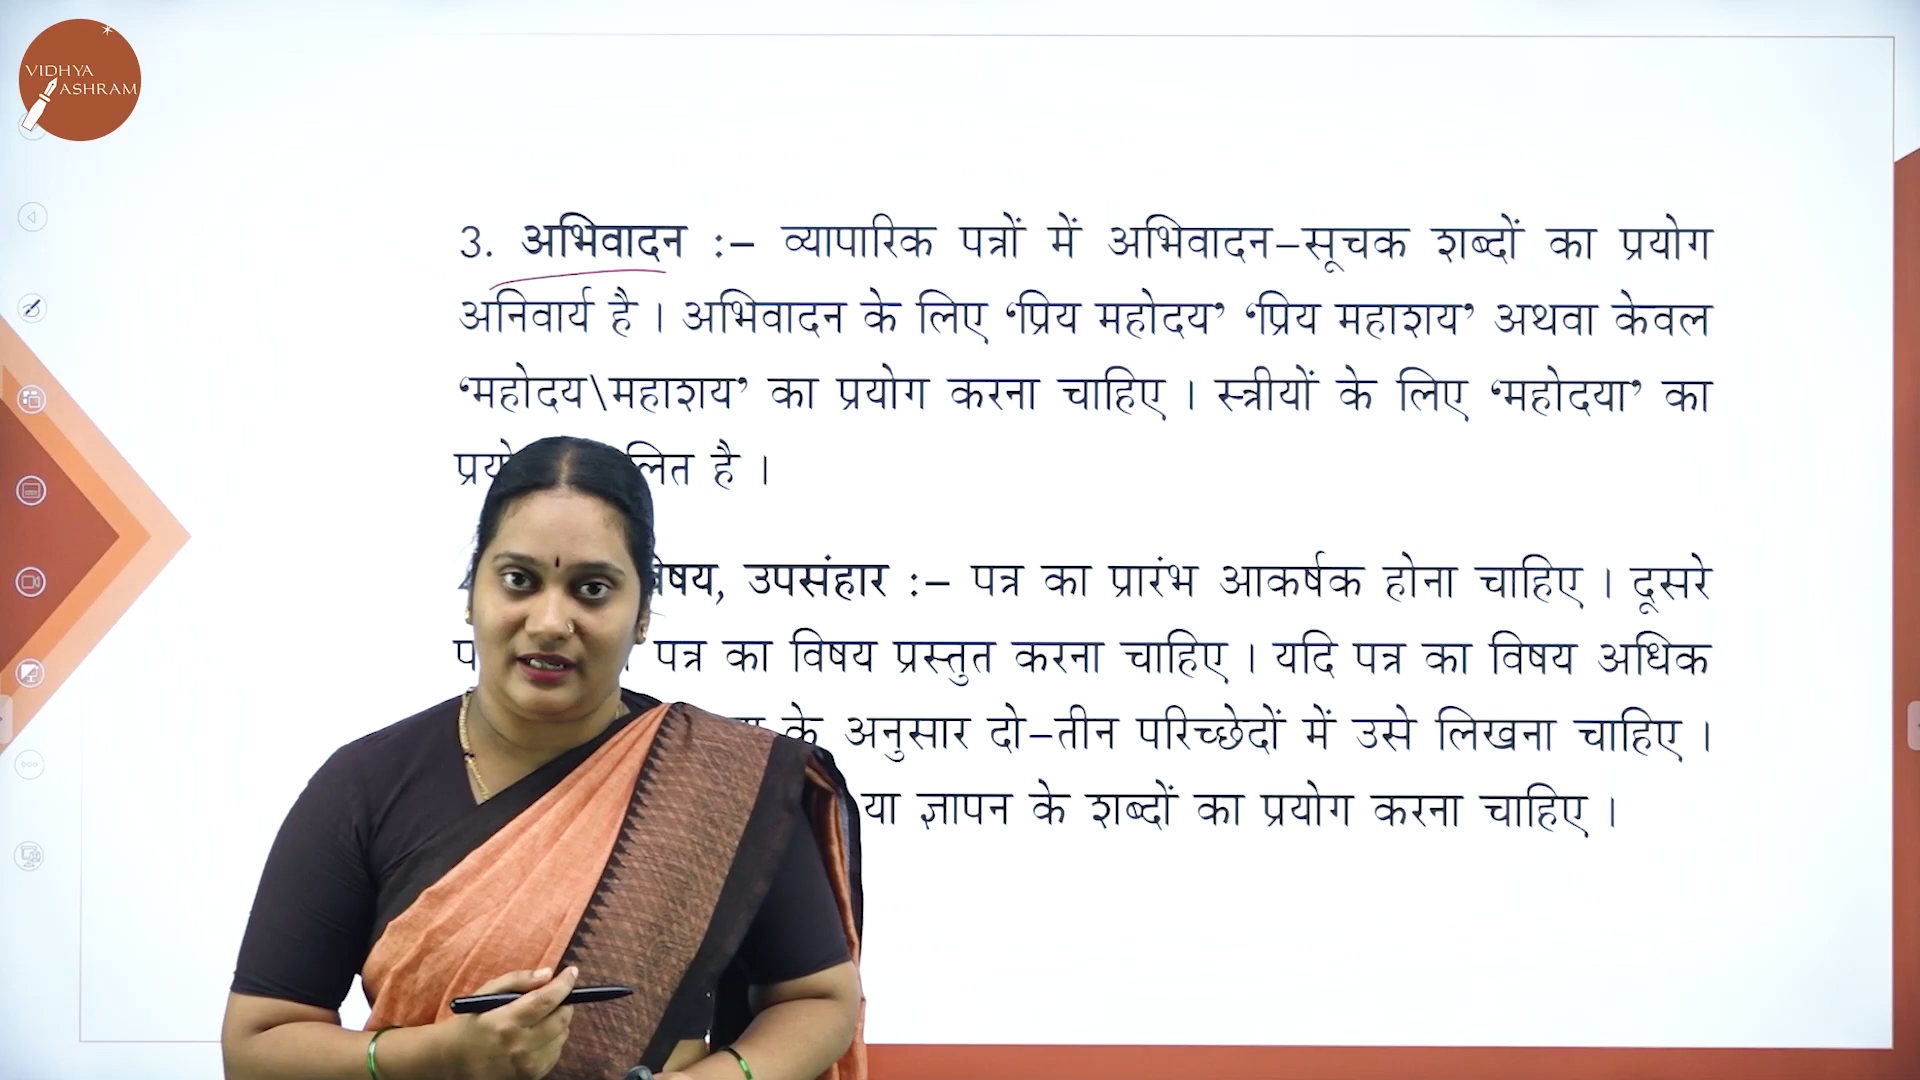 VIDHYA
ASHRAM
3. अभिवादन :– व्यापारिक पत्रों में अभिवादन–सूचक शब्दों का प्रयोग
अनिवार्य है । अभिवादन के लिए ‘प्रिय महोदय’ ‘प्रिय महाशय’ अथवा केवल
‘महोदय\महाशय’ का प्रयोग करना चाहिए । स्त्रीयों के लिए ‘महोदया’ का
है ।
उपसंहार :– पत्र का प्रारंभ आकर्षक होना चाहिए । दूसरे
पत्र का विषय प्रस्तुत करना चाहिए । यदि पत्र का विषय अधिक
के अनुसार दो–तीन परिच्छेदों में उसे लिखना चाहिए ।
या ज्ञापन के शब्दों का प्रयोग करना चाहिए ।